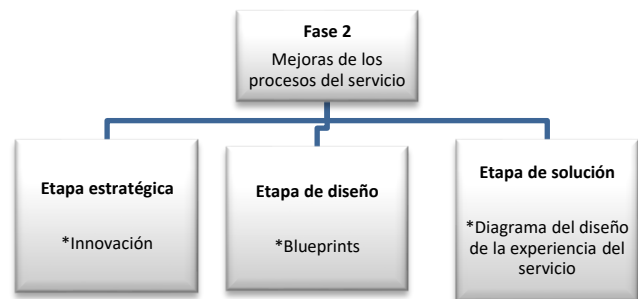 Fase 2
Mejoras de los
procesos del servicio
Etapa estratégica
*Innovación
Etapa de diseño
*Blueprints
Etapa de solución
*Diagrama del diseño
de la experiencia del
servicio